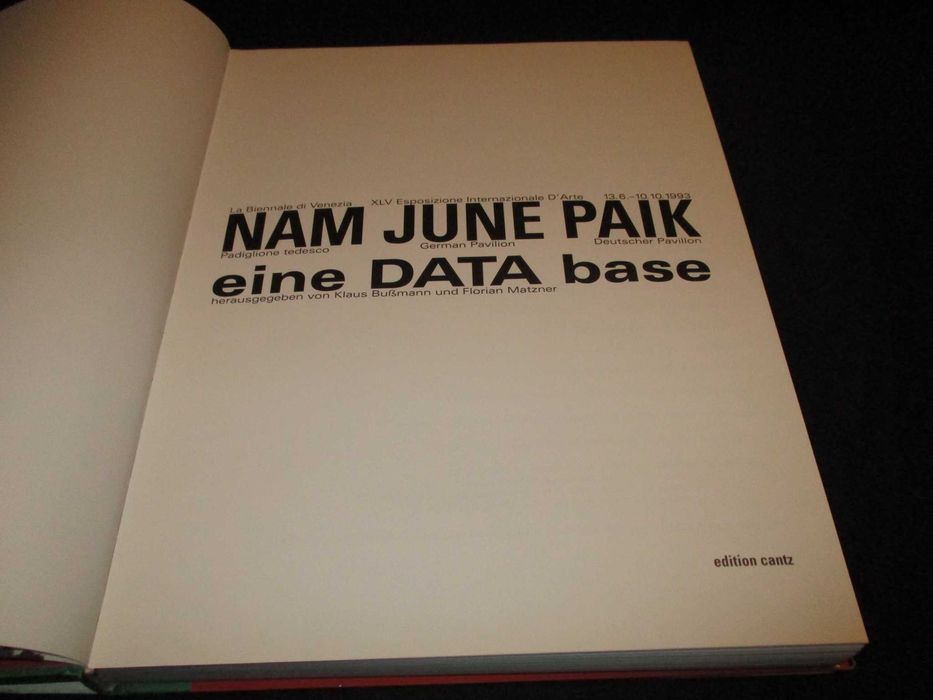 La Biennale di Venezia XLV Esposizione Internazionale D'Arte 13.6.–10.10.1993
NAM JUNE PAIK
Padiglione tedesco German Pavilion Deutscher Pavillon
eine DATA base
herausgegeben von Klaus Bußmann und Florian Matzner
edition cantz